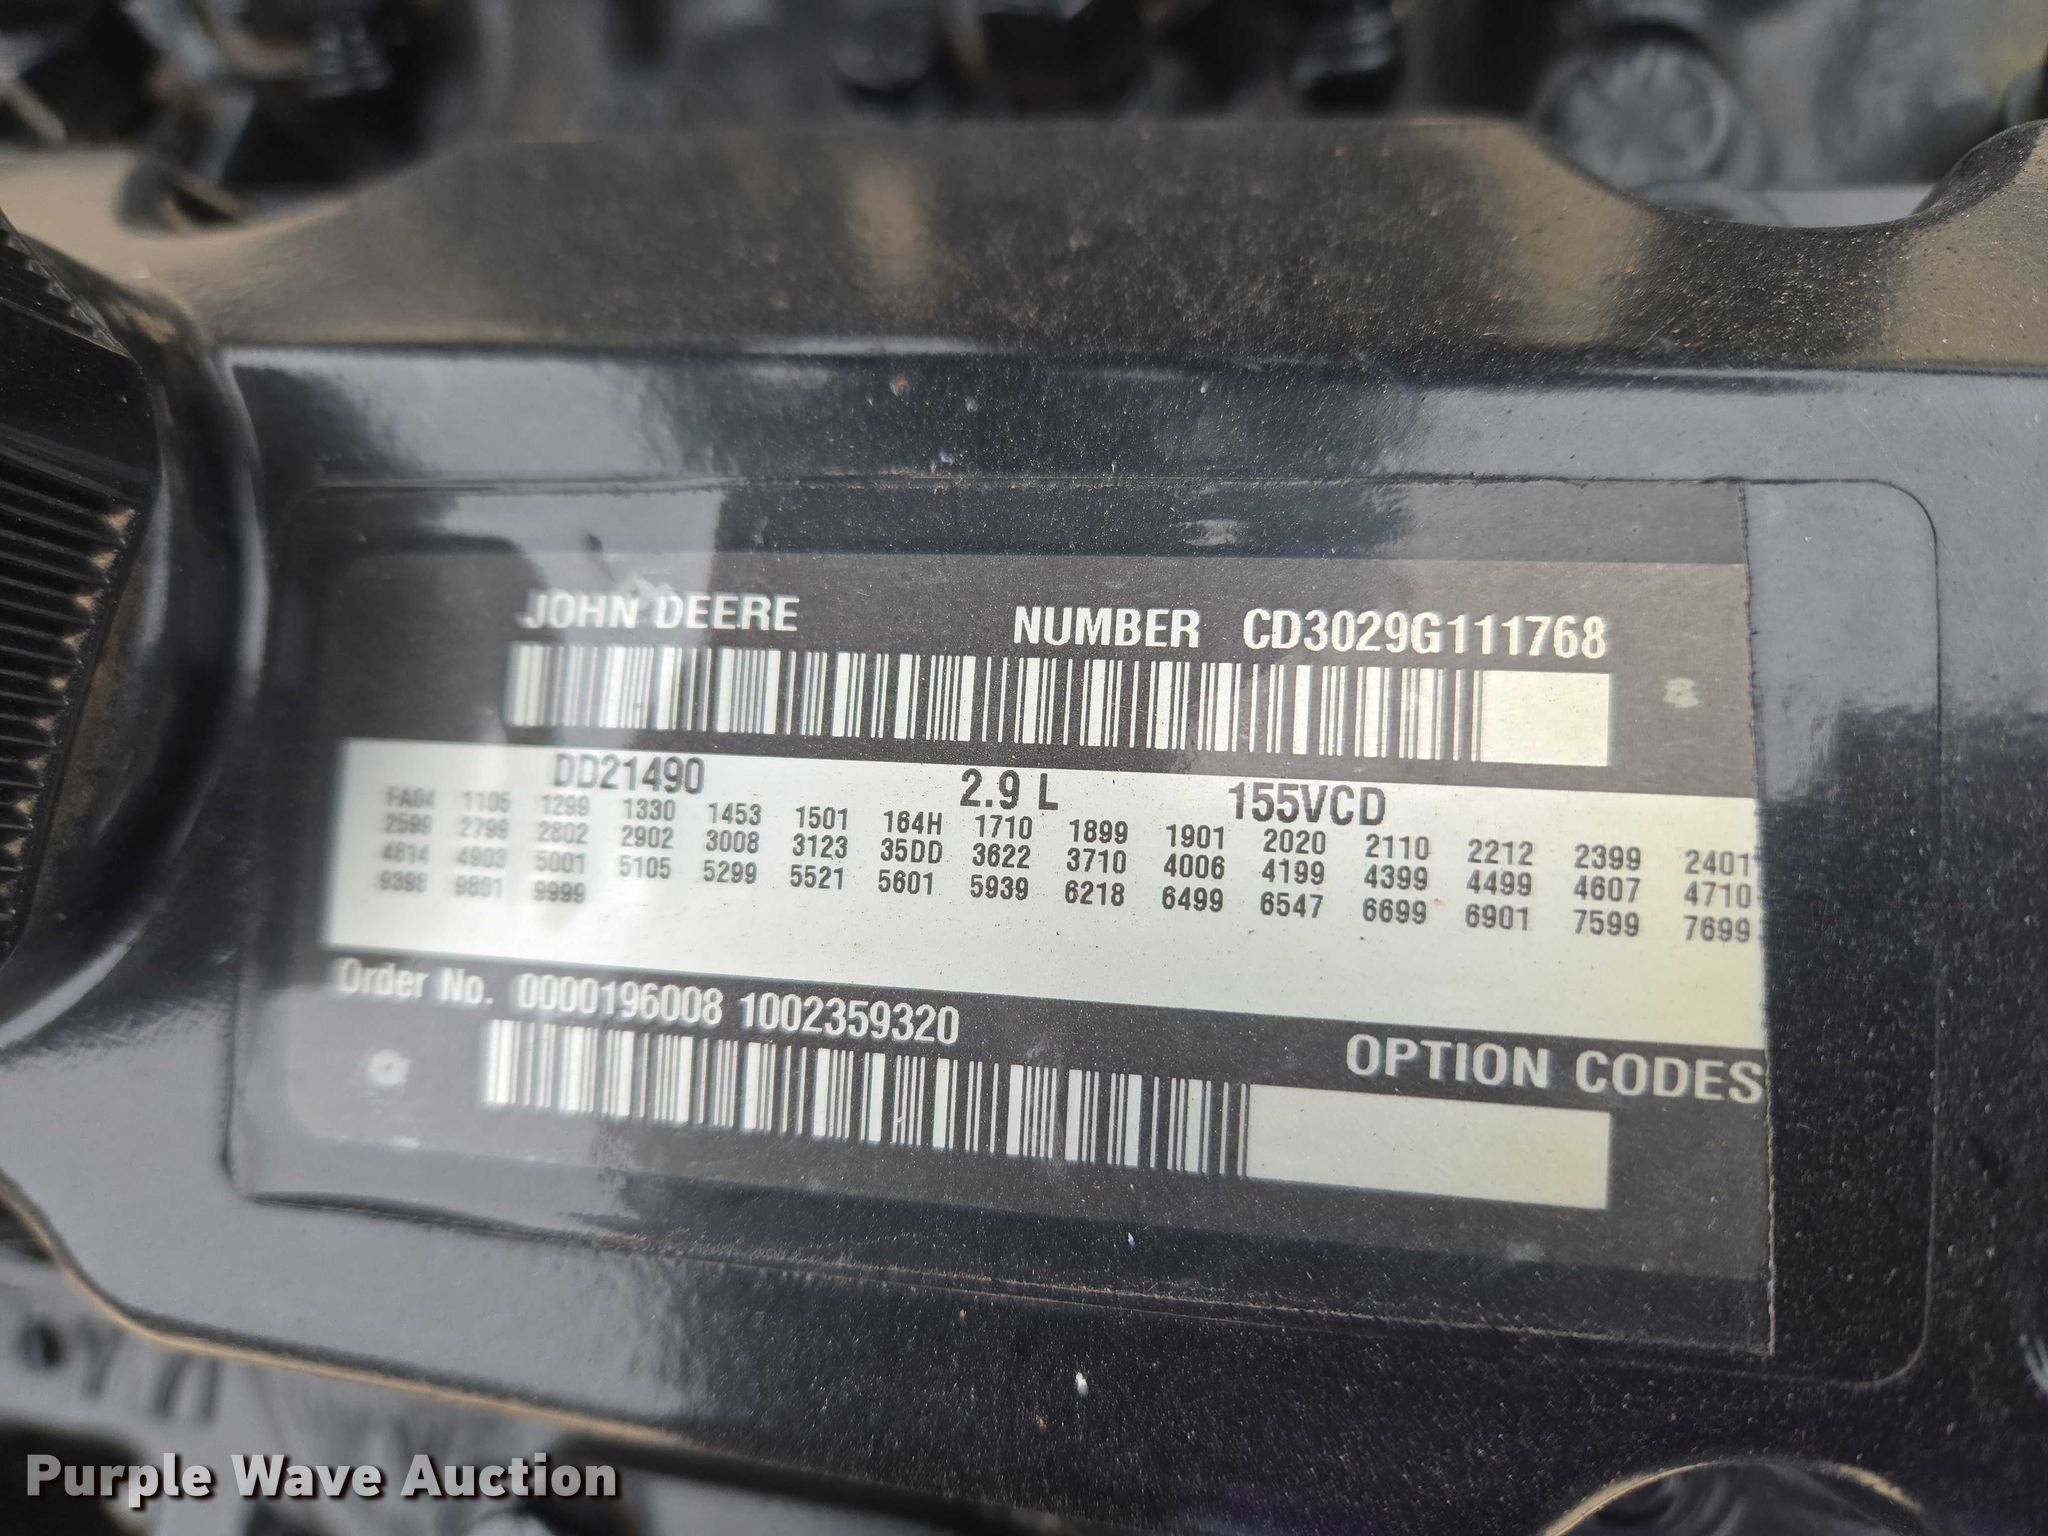 JOHN DEERE NUMBER CD3029G111768
DD21490 2.9 L 155VCD
FA04 1105 1299 1330 1453 1501 164H 1710 1899 1901 2020 2110 2212 2399 2401
2599 2799 2802 2902 3008 3123 35DD 3622 3710 4006 4199 4399 4499 4607 4710
4814 4903 5001 5105 5299 5521 5601 5939 6218 6499 6547 6699 6901 7599 7699
9398 9801 9999
Order No. 0000196008 1002359320
OPTION CODES
Purple Wave Auction